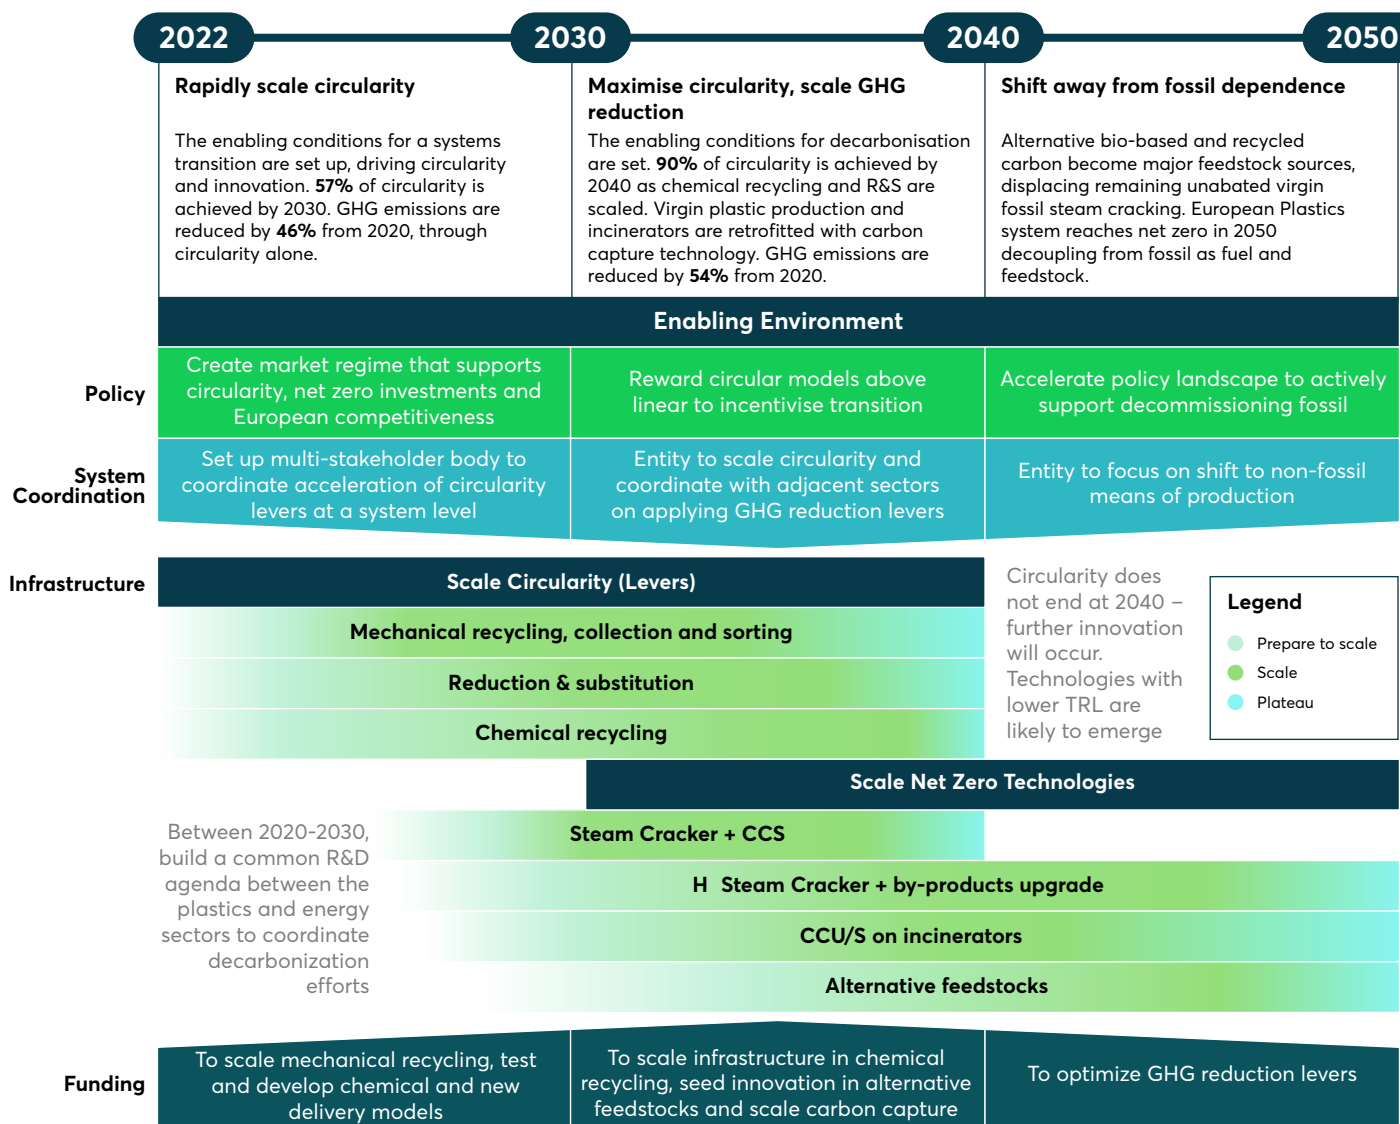 2022
2030
2040
2050
Rapidly scale circularity
The enabling conditions for a systems
transition are set up, driving circularity
and innovation. 57% of circularity is
achieved by 2030. GHG emissions are
reduced by 46% from 2020, through
circularity alone.
Maximise circularity, scale GHG
reduction
The enabling conditions for decarbonisation
are set. 90% of circularity is achieved by
2040 as chemical recycling and R&S are
scaled. Virgin plastic production and
incinerators are retrofitted with carbon
capture technology. GHG emissions are
reduced by 54% from 2020.
Shift away from fossil dependence
Alternative bio-based and recycled
carbon become major feedstock sources,
displacing remaining unabated virgin
fossil steam cracking. European Plastics
system reaches net zero in 2050
decoupling from fossil as fuel and
feedstock.
Enabling Environment
Policy
Create market regime that supports
circularity, net zero investments and
European competitiveness
Reward circular models above
linear to incentivise transition
Accelerate policy landscape to actively
support decommissioning fossil
System
Coordination
Set up multi-stakeholder body to
coordinate acceleration of circularity
levers at a system level
Entity to scale circularity and
coordinate with adjacent sectors
on applying GHG reduction levers
Entity to focus on shift to non-fossil
means of production
Infrastructure
Scale Circularity (Levers)
Mechanical recycling, collection and sorting
Reduction & substitution
Chemical recycling
Circularity does
not end at 2040 –
further innovation
will occur.
Technologies with
lower TRL are
likely to emerge
Legend
Prepare to scale
Scale
Plateau
Scale Net Zero Technologies
Between 2020-2030,
build a common R&D
agenda between the
plastics and energy
sectors to coordinate
decarbonization
efforts
Steam Cracker + CCS
H Steam Cracker + by-products upgrade
CCU/S on incinerators
Alternative feedstocks
Funding
To scale mechanical recycling, test
and develop chemical and new
delivery models
To scale infrastructure in chemical
recycling, seed innovation in alternative
feedstocks and scale carbon capture
To optimize GHG reduction levers